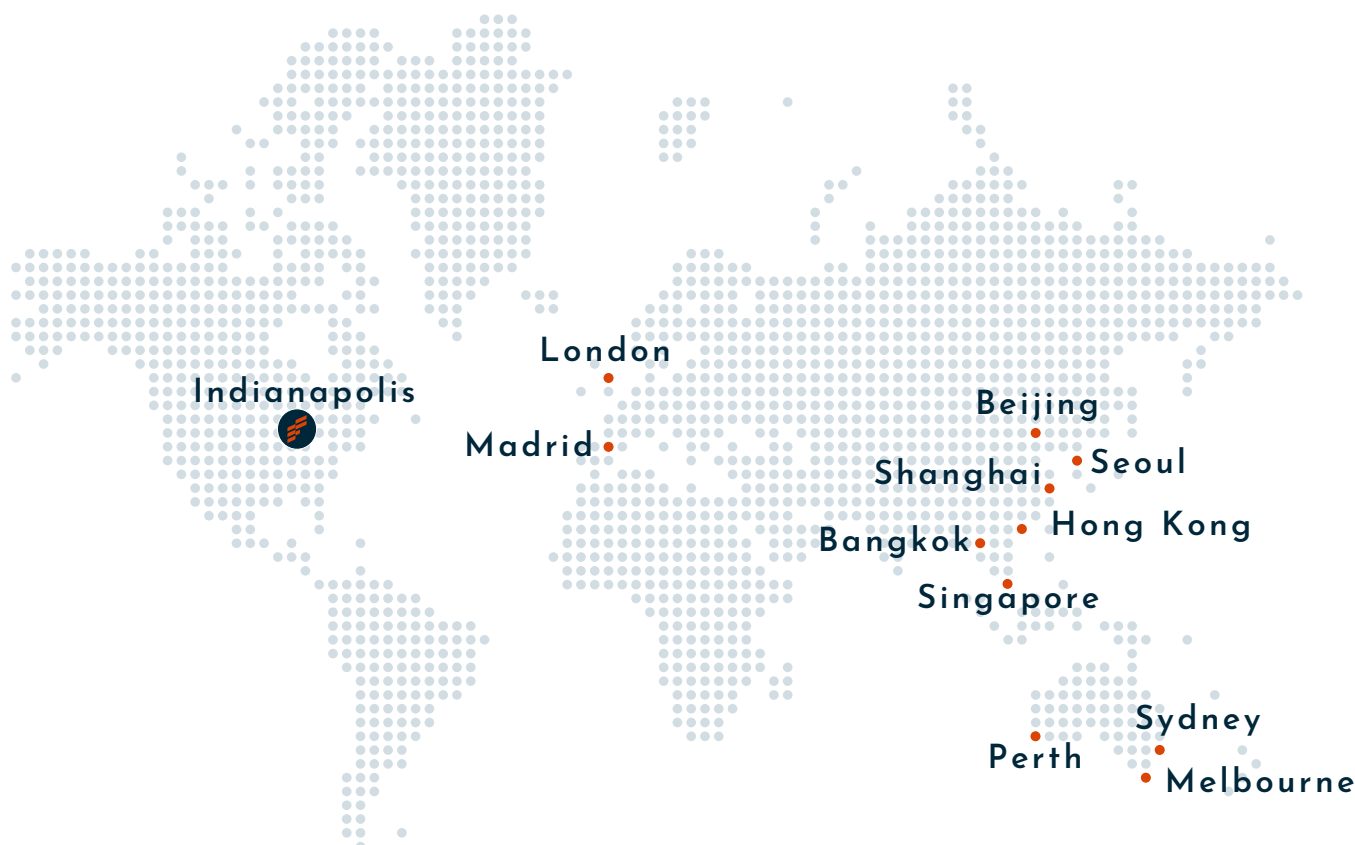 London
Indianapolis
Beijing
Madrid
Seoul
Shanghai
Hong Kong
Bangkok
Singapore
Sydney
Perth
Melbourne